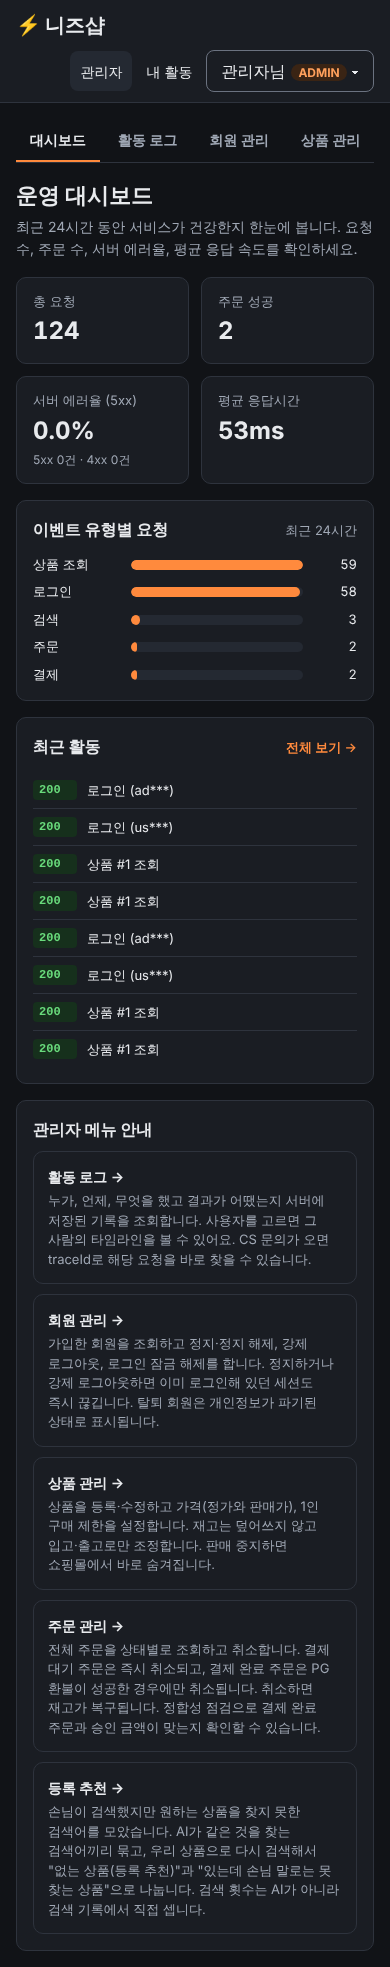 ⚡ 니즈샵
관리자 내 활동 관리자님 ADMIN
대시보드 활동 로그 회원 관리 상품 관리
운영 대시보드
최근 24시간 동안 서비스가 건강한지 한눈에 봅니다. 요청
수, 주문 수, 서버 에러율, 평균 응답 속도를 확인하세요.
총 요청
124
주문 성공
2
서버 에러율 (5xx)
0.0%
5xx 0건 · 4xx 0건
평균 응답시간
53ms
이벤트 유형별 요청 최근 24시간
상품 조회 59
로그인 58
검색 3
주문 2
결제 2
최근 활동 전체 보기 →
200 로그인 (ad***)
200 로그인 (us***)
200 상품 #1 조회
200 상품 #1 조회
200 로그인 (ad***)
200 로그인 (us***)
200 상품 #1 조회
200 상품 #1 조회
관리자 메뉴 안내
활동 로그 →
누가, 언제, 무엇을 했고 결과가 어땠는지 서버에
저장된 기록을 조회합니다. 사용자를 고르면 그
사람의 타임라인을 볼 수 있어요. CS 문의가 오면
traceId로 해당 요청을 바로 찾을 수 있습니다.
회원 관리 →
가입한 회원을 조회하고 정지·정지 해제, 강제
로그아웃, 로그인 잠금 해제를 합니다. 정지하거나
강제 로그아웃하면 이미 로그인해 있던 세션도
즉시 끊깁니다. 탈퇴 회원은 개인정보가 파기된
상태로 표시됩니다.
상품 관리 →
상품을 등록·수정하고 가격(정가와 판매가), 1인
구매 제한을 설정합니다. 재고는 덮어쓰지 않고
입고·출고로만 조정합니다. 판매 중지하면
쇼핑몰에서 바로 숨겨집니다.
주문 관리 →
전체 주문을 상태별로 조회하고 취소합니다. 결제
대기 주문은 즉시 취소되고, 결제 완료 주문은 PG
환불이 성공한 경우에만 취소됩니다. 취소하면
재고가 복구됩니다. 정합성 점검으로 결제 완료
주문과 승인 금액이 맞는지 확인할 수 있습니다.
등록 추천 →
손님이 검색했지만 원하는 상품을 찾지 못한
검색어를 모았습니다. AI가 같은 것을 찾는
검색어끼리 묶고, 우리 상품으로 다시 검색해서
"없는 상품(등록 추천)"과 "있는데 손님 말로는 못
찾는 상품"으로 나눕니다. 검색 횟수는 AI가 아니라
검색 기록에서 직접 셉니다.